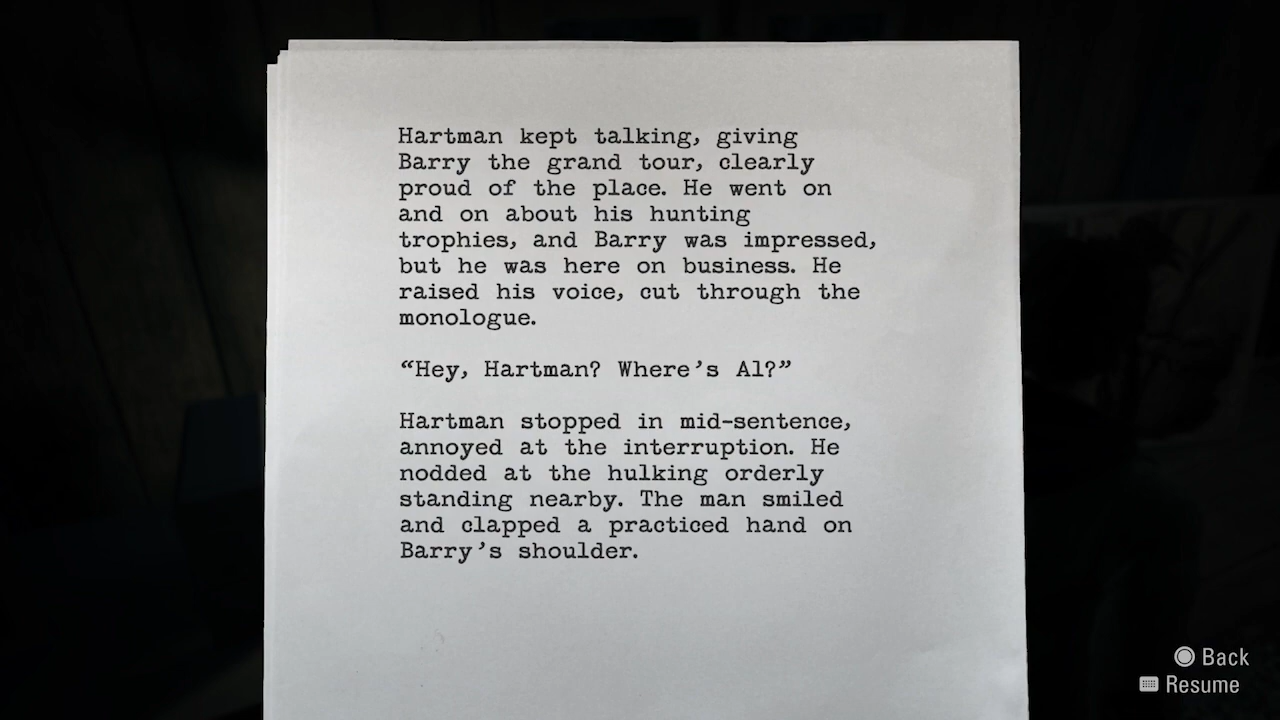 Hartman kept talking, giving
Barry the grand tour, clearly
proud of the place. He went on
and on about his hunting
trophies, and Barry was impressed,
but he was here on business. He
raised his voice, cut through the
monologue.
“Hey, Hartman? Where’s Al?”
Hartman stopped in mid-sentence,
annoyed at the interruption. He
nodded at the hulking orderly
standing nearby. The man smiled
and clapped a practiced hand on
Barry’s shoulder.
Back
Resume